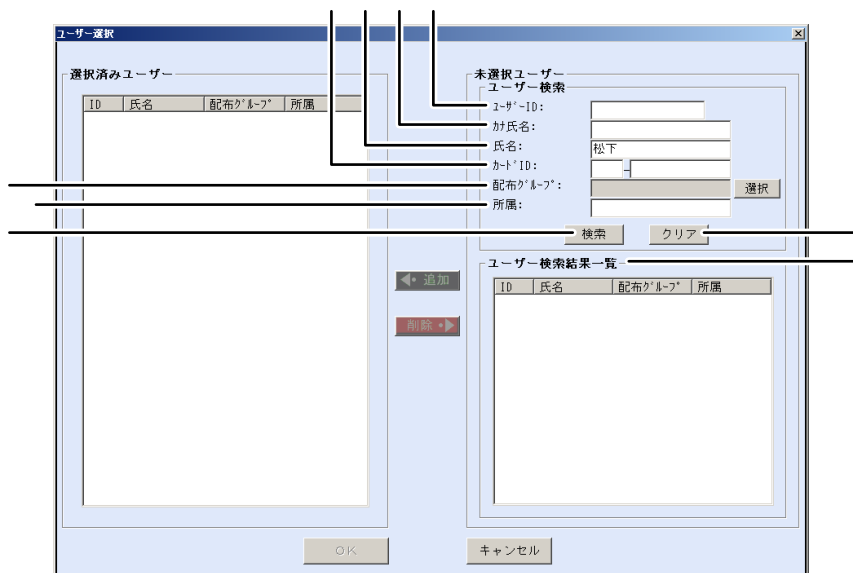 ユーザー選択
選択済みユーザー
ID 氏名 配布グループ 所属
追加
削除
未選択ユーザー
ユーザー検索
ユーザーID:
カナ氏名:
氏名: 松下
カードID: -
配布グループ: 選択
所属:
検索 クリア
ユーザー検索結果一覧
ID 氏名 配布グループ 所属
OK キャンセル